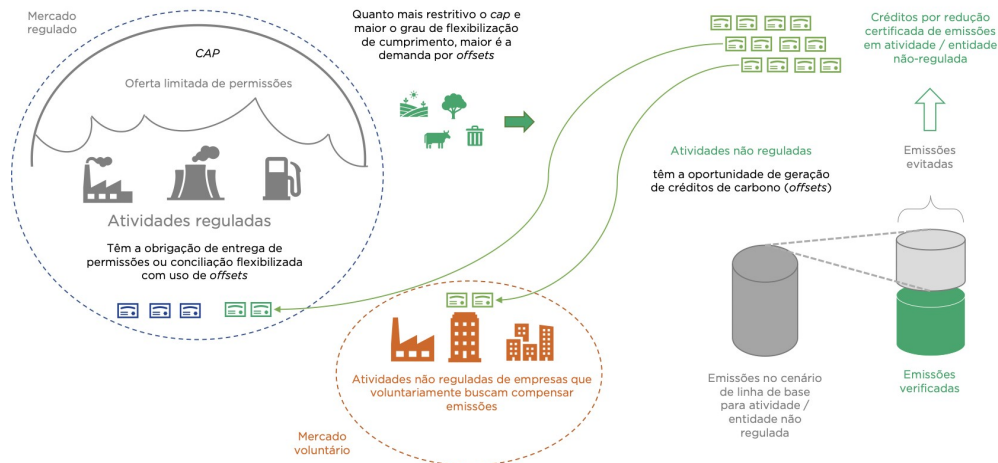 Mercado
regulado
CAP
Oferta limitada de permissões
Atividades reguladas
Têm a obrigação de entrega de
permissões ou conciliação flexibilizada
com uso de offsets
Quanto mais restritivo o cap e
maior o grau de flexibilização
de cumprimento, maior é a
demanda por offsets
Créditos por redução
certificada de emissões
em atividade / entidade
não-regulada
Atividades não reguladas
têm a oportunidade de geração
de créditos de carbono (offsets)
Emissões
evitadas
Atividades não reguladas de empresas que
voluntariamente buscam compensar
emissões
Mercado
voluntário
Emissões no cenário
de linha de base
para atividade /
entidade não
regulada
Emissões
verificadas